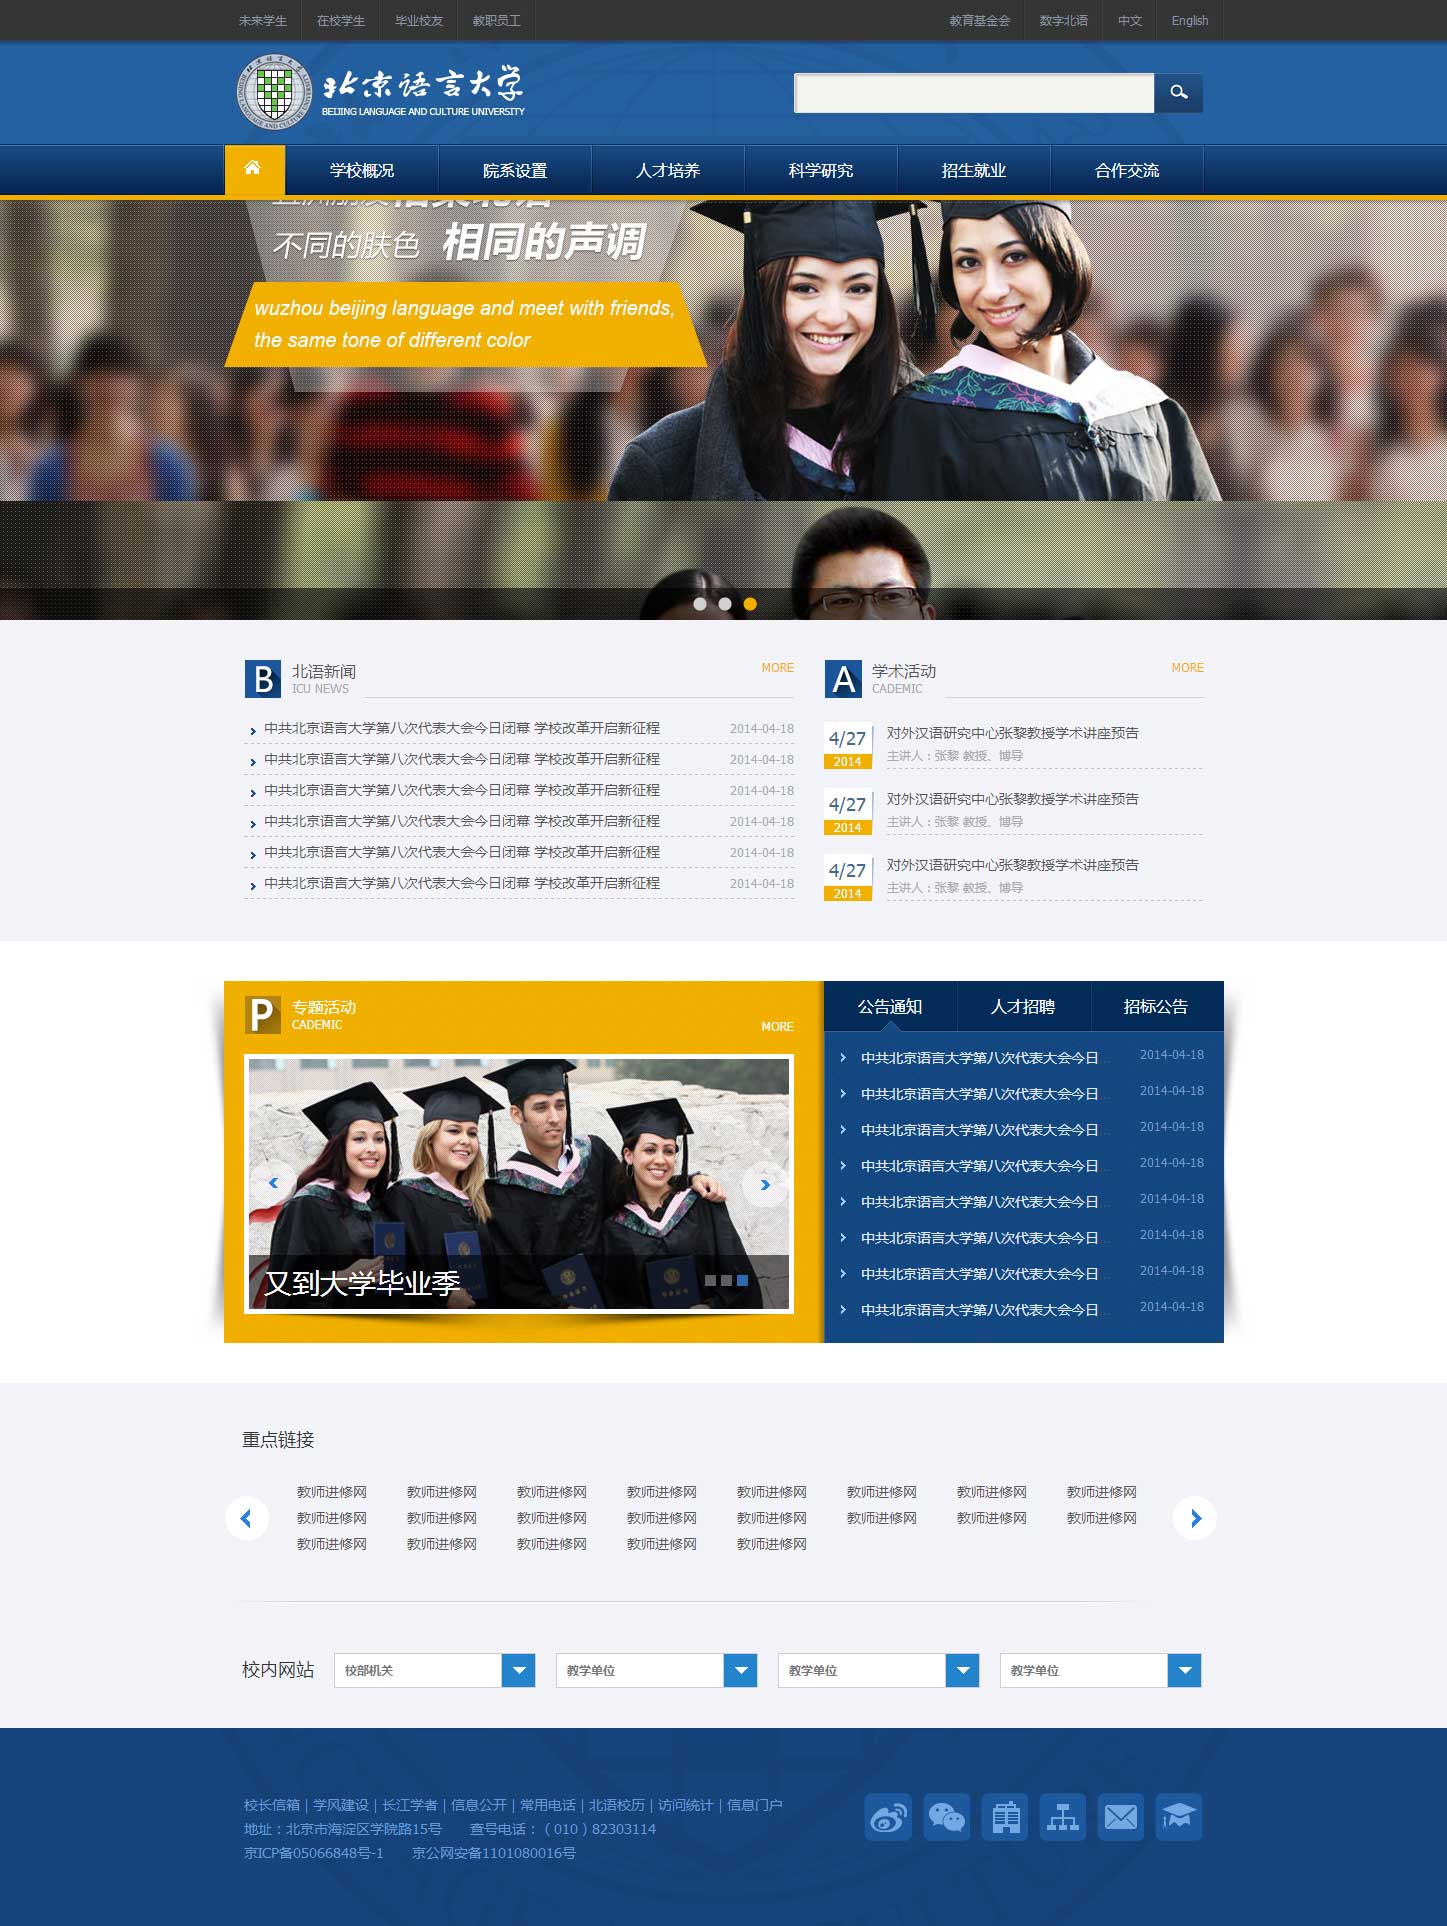 未来学生 在校学生 毕业校友 教职员工 教育基金会 数字北语 中文 English
北京语言大学
BEIJING LANGUAGE AND CULTURE UNIVERSITY
学校概况 院系设置 人才培养 科学研究 招生就业 合作交流
不同的肤色 相同的声调
wuzhou beijing language and meet with friends,
the same tone of different color
B 北语新闻 MORE
ICU NEWS
中共北京语言大学第八次代表大会今日闭幕 学校改革开启新征程 2014-04-18
中共北京语言大学第八次代表大会今日闭幕 学校改革开启新征程 2014-04-18
中共北京语言大学第八次代表大会今日闭幕 学校改革开启新征程 2014-04-18
中共北京语言大学第八次代表大会今日闭幕 学校改革开启新征程 2014-04-18
中共北京语言大学第八次代表大会今日闭幕 学校改革开启新征程 2014-04-18
中共北京语言大学第八次代表大会今日闭幕 学校改革开启新征程 2014-04-18
A 学术活动 MORE
CADEMIC
4/27 对外汉语研究中心张黎教授学术讲座预告
2014 主讲人：张黎 教授、博导
4/27 对外汉语研究中心张黎教授学术讲座预告
2014 主讲人：张黎 教授、博导
4/27 对外汉语研究中心张黎教授学术讲座预告
2014 主讲人：张黎 教授、博导
P 专题活动
CADEMIC MORE
又到大学毕业季
公告通知 人才招聘 招标公告
中共北京语言大学第八次代表大会今日... 2014-04-18
中共北京语言大学第八次代表大会今日... 2014-04-18
中共北京语言大学第八次代表大会今日... 2014-04-18
中共北京语言大学第八次代表大会今日... 2014-04-18
中共北京语言大学第八次代表大会今日... 2014-04-18
中共北京语言大学第八次代表大会今日... 2014-04-18
中共北京语言大学第八次代表大会今日... 2014-04-18
中共北京语言大学第八次代表大会今日... 2014-04-18
重点链接
教师进修网 教师进修网 教师进修网 教师进修网 教师进修网 教师进修网 教师进修网 教师进修网
教师进修网 教师进修网 教师进修网 教师进修网 教师进修网 教师进修网 教师进修网 教师进修网
教师进修网 教师进修网 教师进修网 教师进修网 教师进修网
校内网站 校部机关 教学单位 教学单位 教学单位
校长信箱 | 学风建设 | 长江学者 | 信息公开 | 常用电话 | 北语校历 | 访问统计 | 信息门户
地址：北京市海淀区学院路15号 查号电话：（010）82303114
京ICP备05066848号-1 京公网安备1101080016号